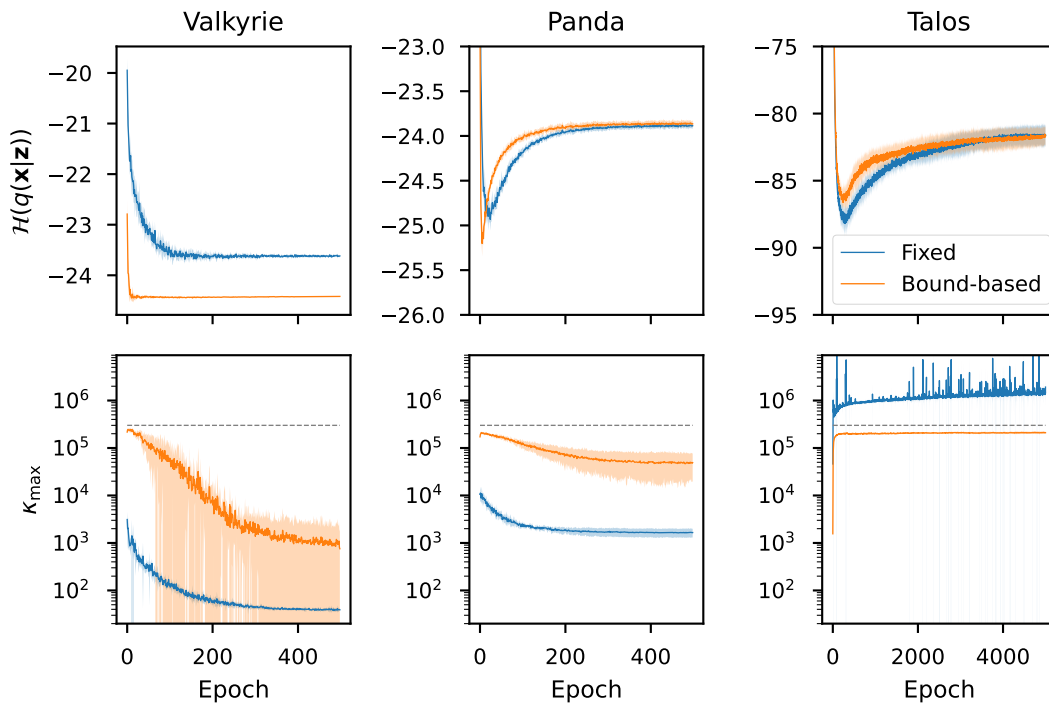 Valkyrie
Panda
Talos
ℋ(q(𝐱|𝐳))
−20
−21
−22
−23
−24
−23.0
−23.5
−24.0
−24.5
−25.0
−25.5
−26.0
−75
−80
−85
−90
−95
Fixed
Bound-based
κmax
10⁶
10⁵
10⁴
10³
10²
10⁶
10⁵
10⁴
10³
10²
10⁶
10⁵
10⁴
10³
10²
0 200 400
0 200 400
0 2000 4000
Epoch
Epoch
Epoch